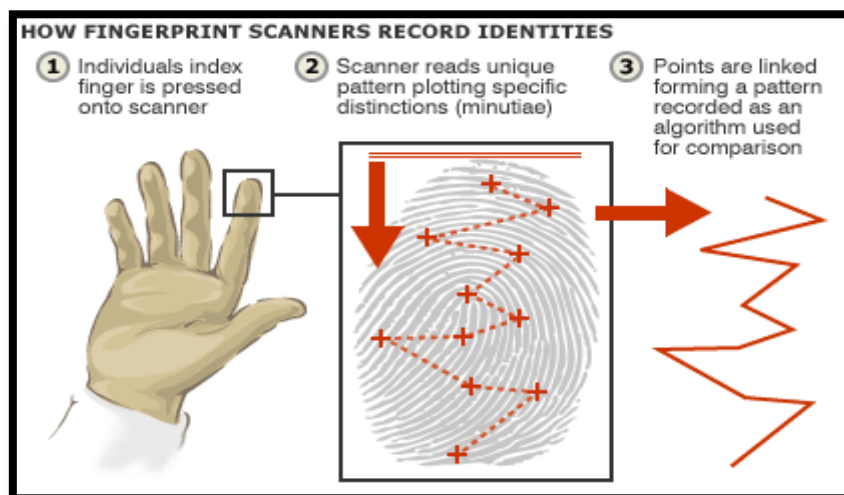 HOW FINGERPRINT SCANNERS RECORD IDENTITIES
1 Individuals index
finger is pressed
onto scanner
2 Scanner reads unique
pattern plotting specific
distinctions (minutiae)
3 Points are linked
forming a pattern
recorded as an
algorithm used
for comparison